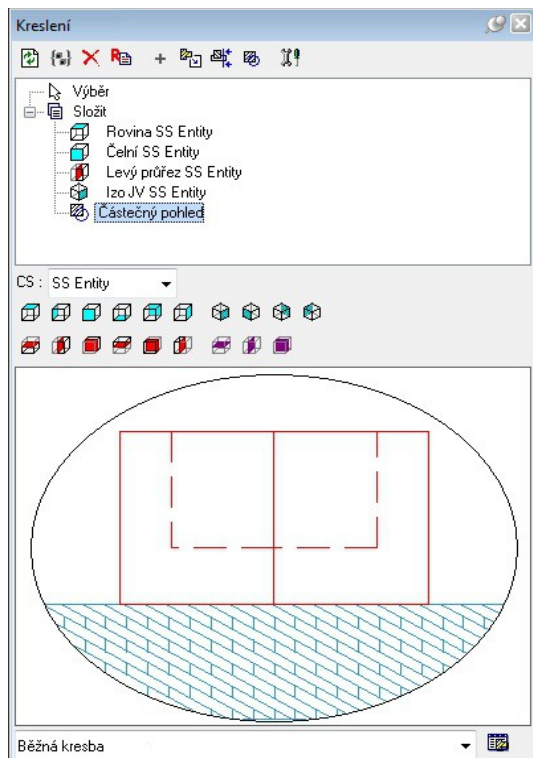 Kreslení
Výběr
Složit
Rovina SS Entity
Čelní SS Entity
Levý průřez SS Entity
Izo JV SS Entity
Částečný pohled
CS : SS Entity
Běžná kresba